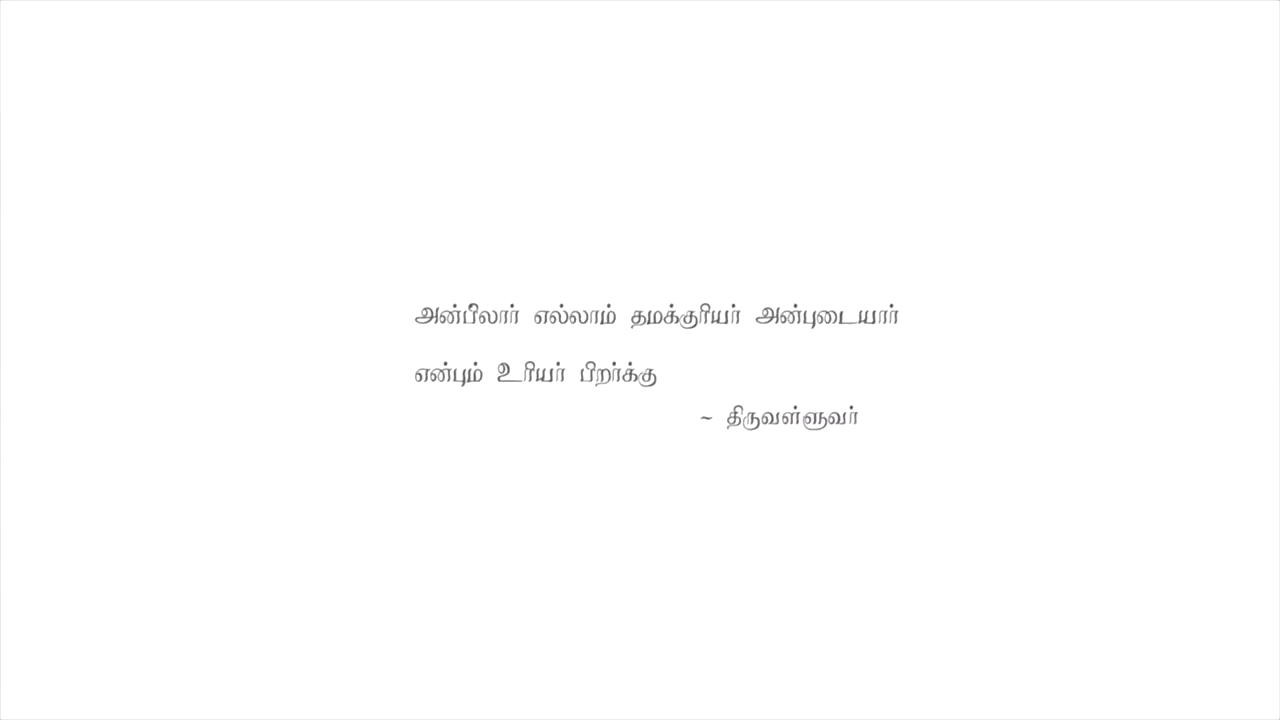 அன்பிலார் எல்லாம் தமக்குரியர் அன்புடையார்
என்பும் உரியர் பிறர்க்கு
~ திருவள்ளுவர்